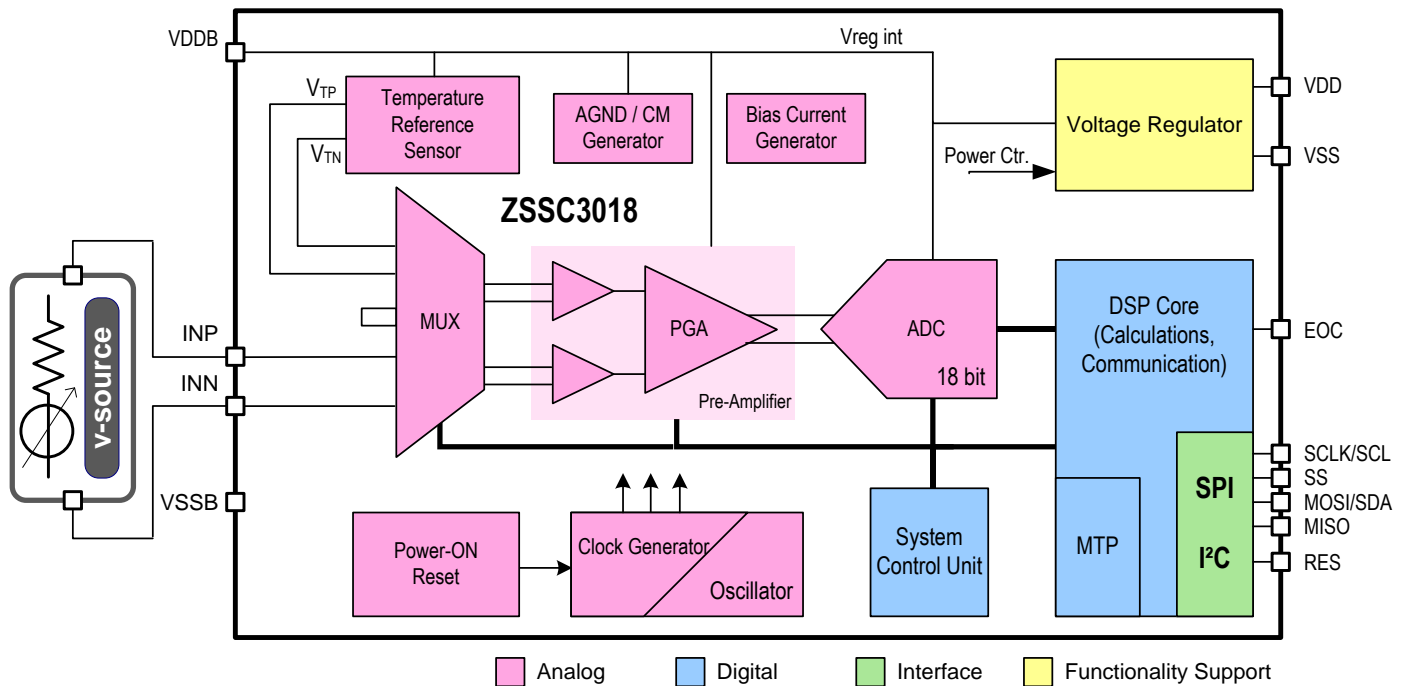 VDDB
Vreg int
VTP
VTN
Temperature
Reference
Sensor
AGND / CM
Generator
Bias Current
Generator
Voltage Regulator
Power Ctr.
VDD
VSS
ZSSC3018
v-source
INP
INN
VSSB
MUX
PGA
Pre-Amplifier
ADC
18 bit
DSP Core
(Calculations,
Communication)
EOC
SCLK/SCL
SS
MOSI/SDA
MISO
RES
SPI
I²C
MTP
System
Control Unit
Power-ON
Reset
Clock Generator
Oscillator
Analog
Digital
Interface
Functionality Support